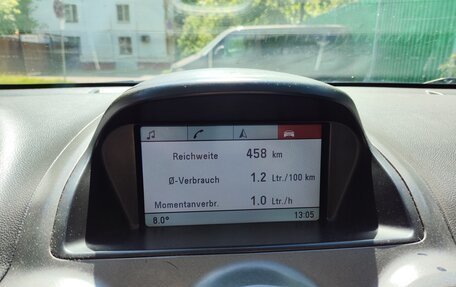 Reichweite 458 km
Ø-Verbrauch 1.2 Ltr./100 km
Momentanverbr. 1.0 Ltr./h
8.0° 13:05